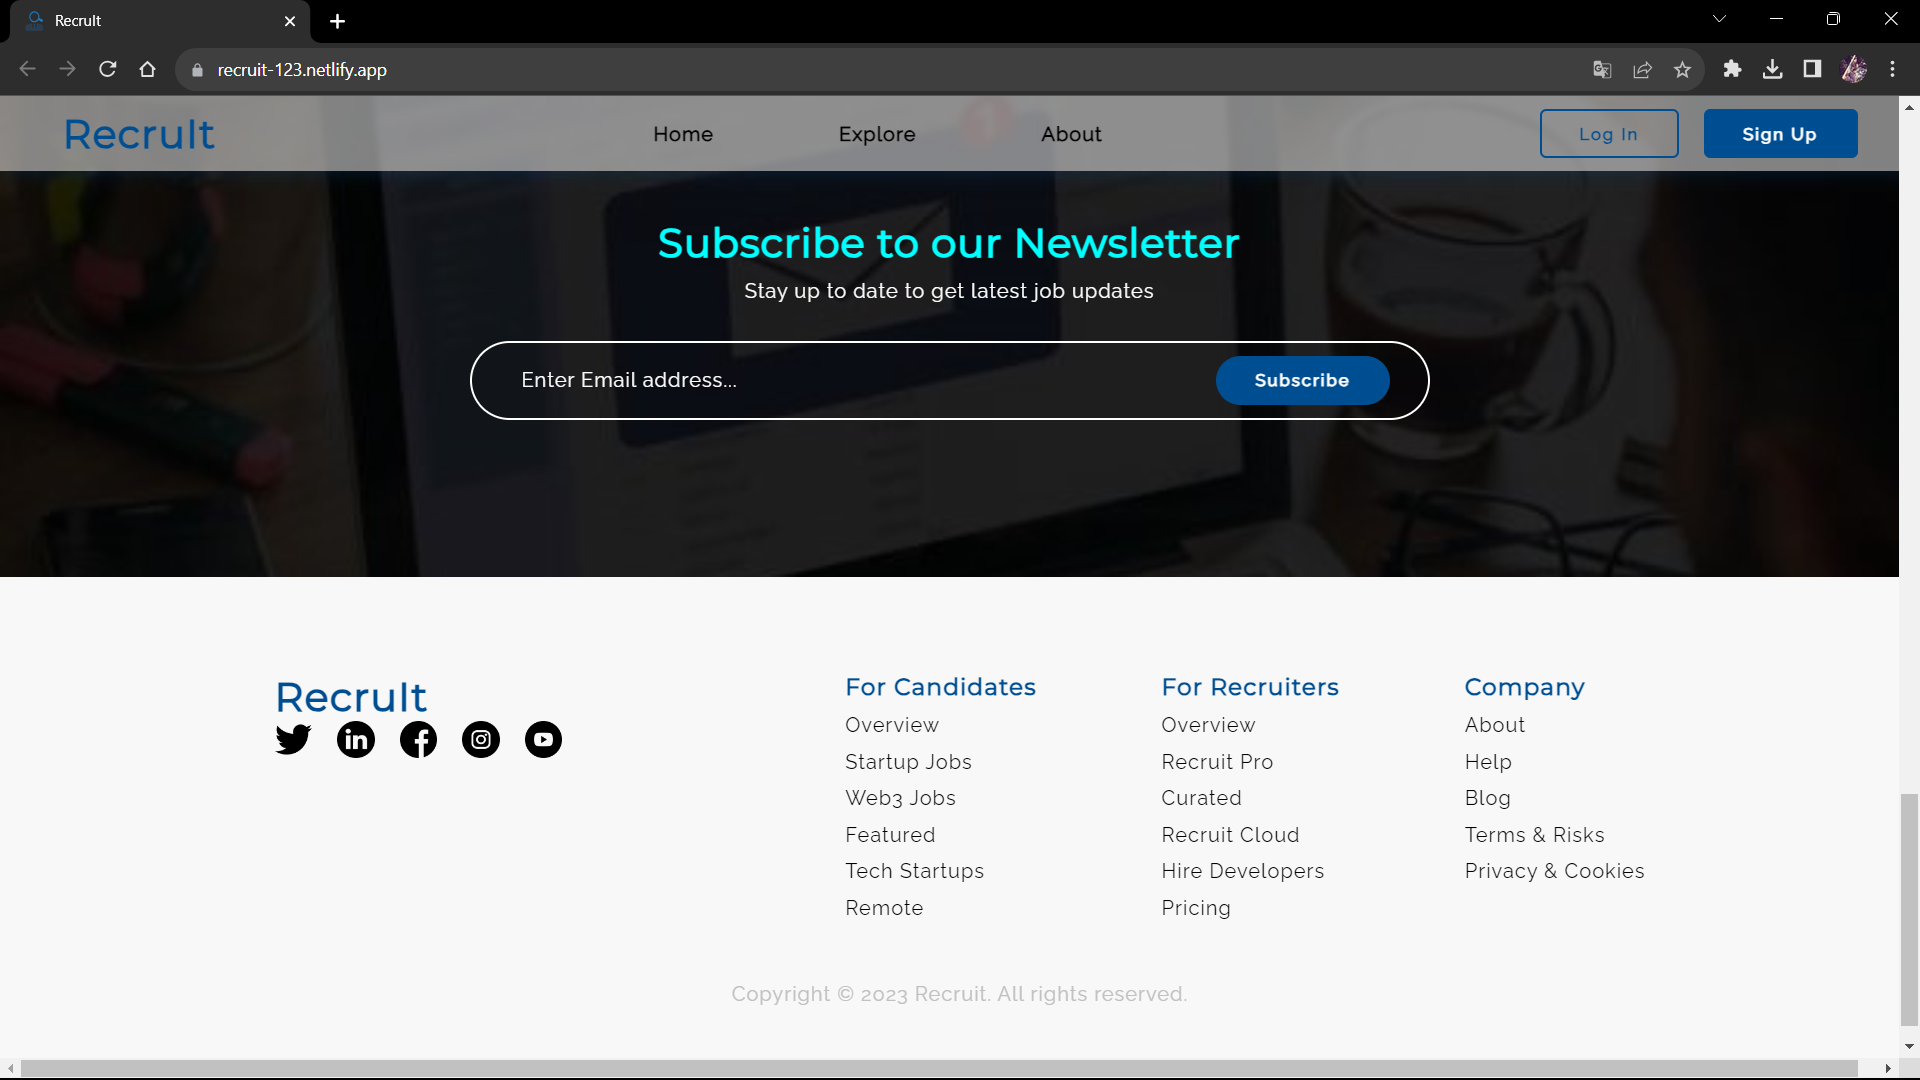 Recruit
recruit-123.netlify.app
Recruit
Home
Explore
About
Log In
Sign Up
Subscribe to our Newsletter
Stay up to date to get latest job updates
Enter Email address...
Subscribe
Recruit
For Candidates
Overview
Startup Jobs
Web3 Jobs
Featured
Tech Startups
Remote
For Recruiters
Overview
Recruit Pro
Curated
Recruit Cloud
Hire Developers
Pricing
Company
About
Help
Blog
Terms & Risks
Privacy & Cookies
Copyright © 2023 Recruit. All rights reserved.